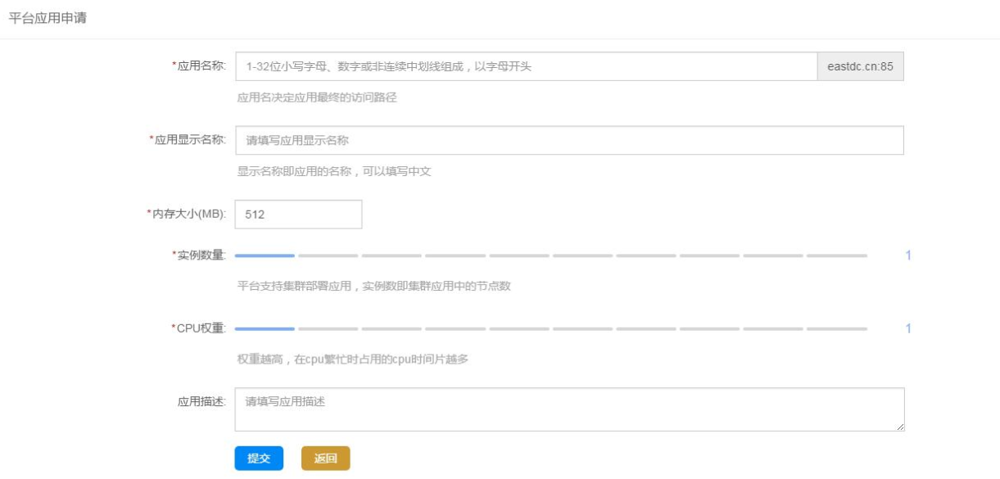 平台应用申请
*应用名称: 1-32位小写字母、数字或非连续中划线组成，以字母开头 eastdc.cn:85
应用名决定应用最终的访问路径
*应用显示名称: 请填写应用显示名称
显示名称即应用的名称，可以填写中文
*内存大小(MB): 512
*实例数量: 1
平台支持集群部署应用，实例数即集群应用中的节点数
*CPU权重: 1
权重越高，在cpu繁忙时占用的cpu时间片越多
应用描述: 请填写应用描述
提交 返回